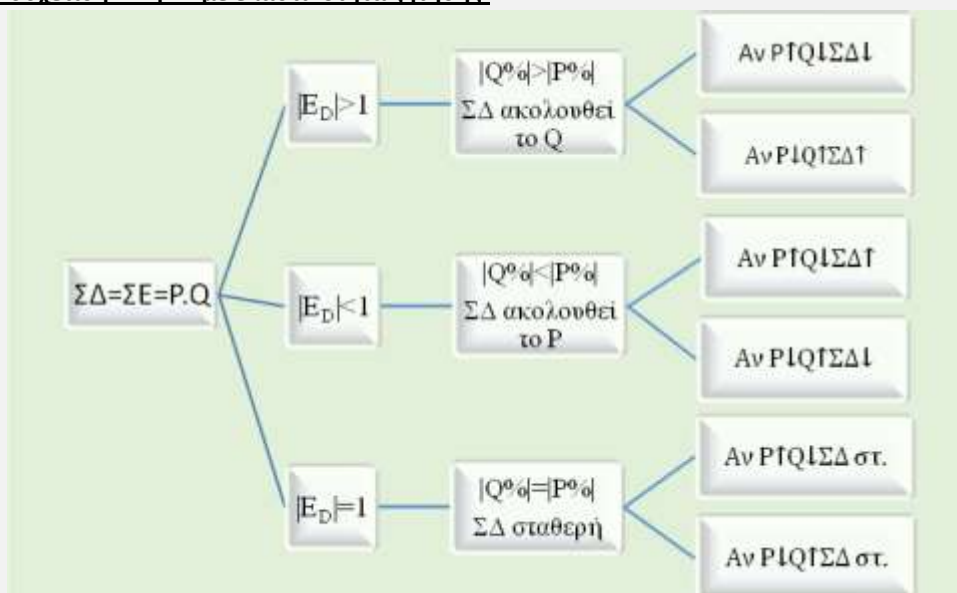 Αν P↑Q↓ΣΔ↓
|E_D|>1
|Q%|>|P%|
ΣΔ ακολουθεί
το Q
Αν P↓Q↑ΣΔ↑
ΣΔ=ΣΕ=P.Q
|E_D|<1
|Q%|<|P%|
ΣΔ ακολουθεί
το P
Αν P↑Q↓ΣΔ↑
Αν P↓Q↑ΣΔ↓
|E_D|=1
|Q%|=|P%|
ΣΔ σταθερή
Αν P↑Q↓ΣΔ στ.
Αν P↓Q↑ΣΔ στ.